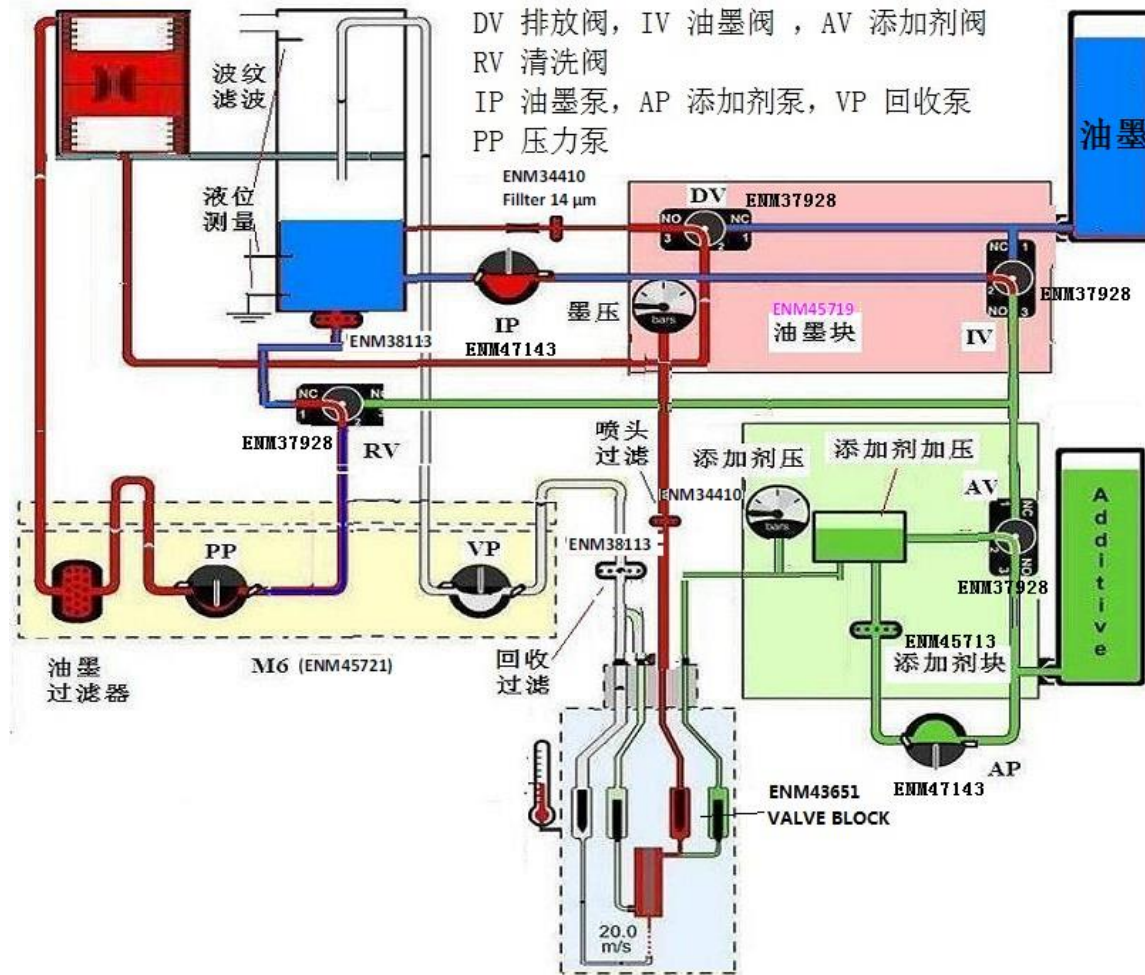 DV 排放阀，IV 油墨阀 ，AV 添加剂阀
RV 清洗阀
IP 油墨泵，AP 添加剂泵，VP 回收泵
PP 压力泵
油墨
波纹
滤波
液位
测量
ENM34410
Fillter 14 μm
DV
ENM37928
NO
3
2
NC
1
NC 1
2
NO 3
ENM37928
IV
墨压
bars
ENM45719
油墨块
IP
ENM47143
ENM38113
NC
1
2
ENM37928
RV
喷头
过滤
ENM34410
添加剂压
bars
添加剂加压
AV
1
NC
2
3
NO
ENM37928
Additive
ENM45713
添加剂块
AP
ENM47143
PP
VP
ENM38113
油墨
过滤器
M6 (ENM45721)
回收
过滤
ENM43651
VALVE BLOCK
20.0
m/s